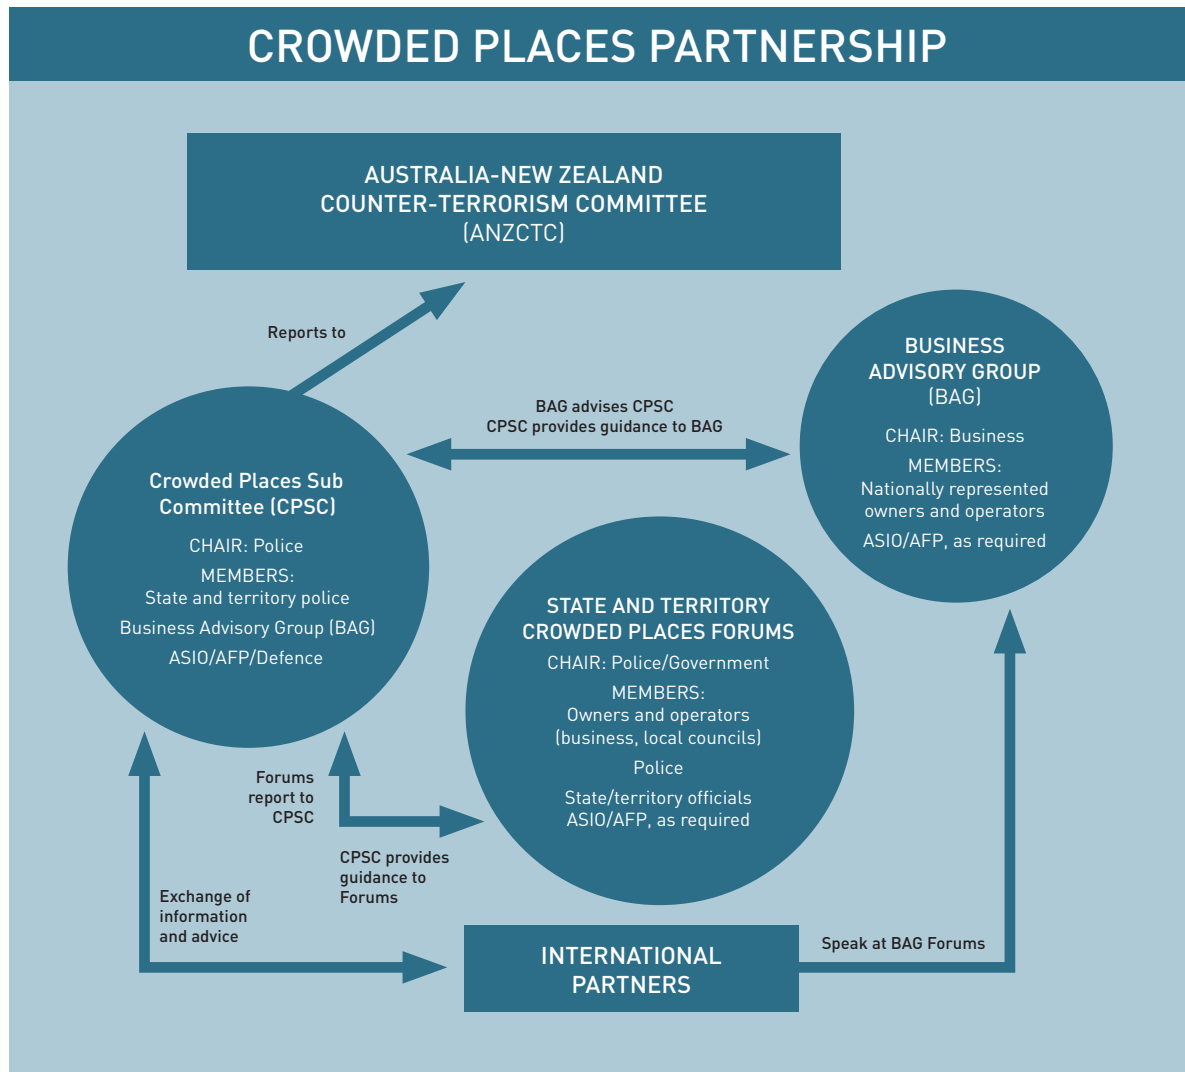 CROWDED PLACES PARTNERSHIP
AUSTRALIA-NEW ZEALAND
COUNTER-TERRORISM COMMITTEE
(ANZCTC)
Reports to
BUSINESS
ADVISORY GROUP
(BAG)
CHAIR: Business
MEMBERS:
Nationally represented
owners and operators
ASIO/AFP, as required
BAG advises CPSC
CPSC provides guidance to BAG
Crowded Places Sub
Committee (CPSC)
CHAIR: Police
MEMBERS:
State and territory police
Business Advisory Group (BAG)
ASIO/AFP/Defence
STATE AND TERRITORY
CROWDED PLACES FORUMS
CHAIR: Police/Government
MEMBERS:
Owners and operators
(business, local councils)
Police
State/territory officials
ASIO/AFP, as required
Forums
report to
CPSC
CPSC provides
guidance to
Forums
Exchange of
information
and advice
INTERNATIONAL
PARTNERS
Speak at BAG Forums